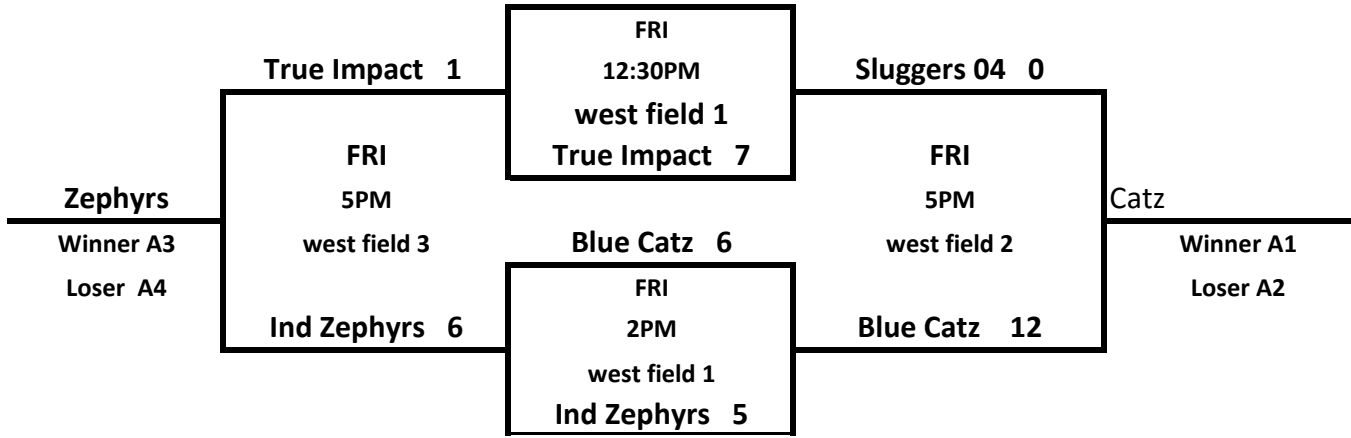 FRI
True Impact 1
12:30PM
Sluggers 04 0
west field 1
FRI
True Impact 7
FRI
Zephyrs
5PM
5PM
Catz
Winner A3
west field 3
Blue Catz 6
west field 2
Winner A1
Loser A4
FRI
Loser A2
Ind Zephyrs 6
2PM
Blue Catz 12
west field 1
Ind Zephyrs 5